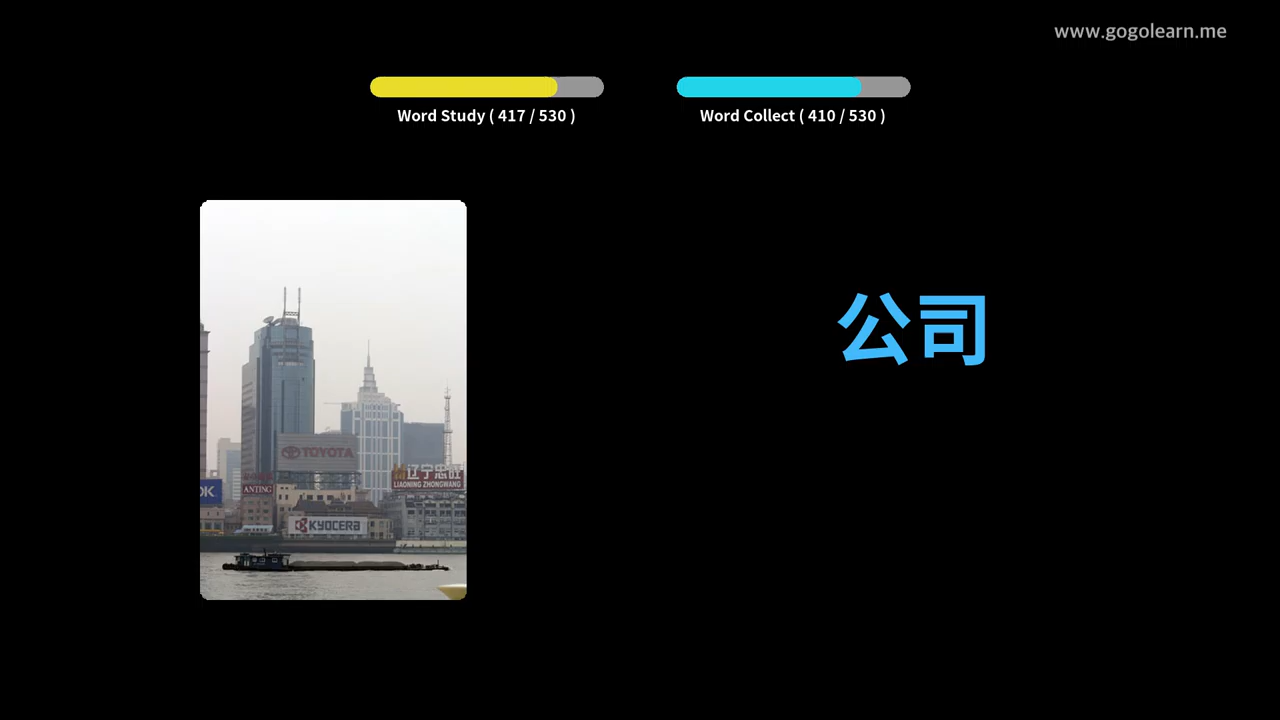 www.gogolearn.me
Word Study ( 417 / 530 )
Word Collect ( 410 / 530 )
公司
TOYOTA
辽宁忠旺
LIAONING ZHONGWANG
OK
ANTING
KYOCERA